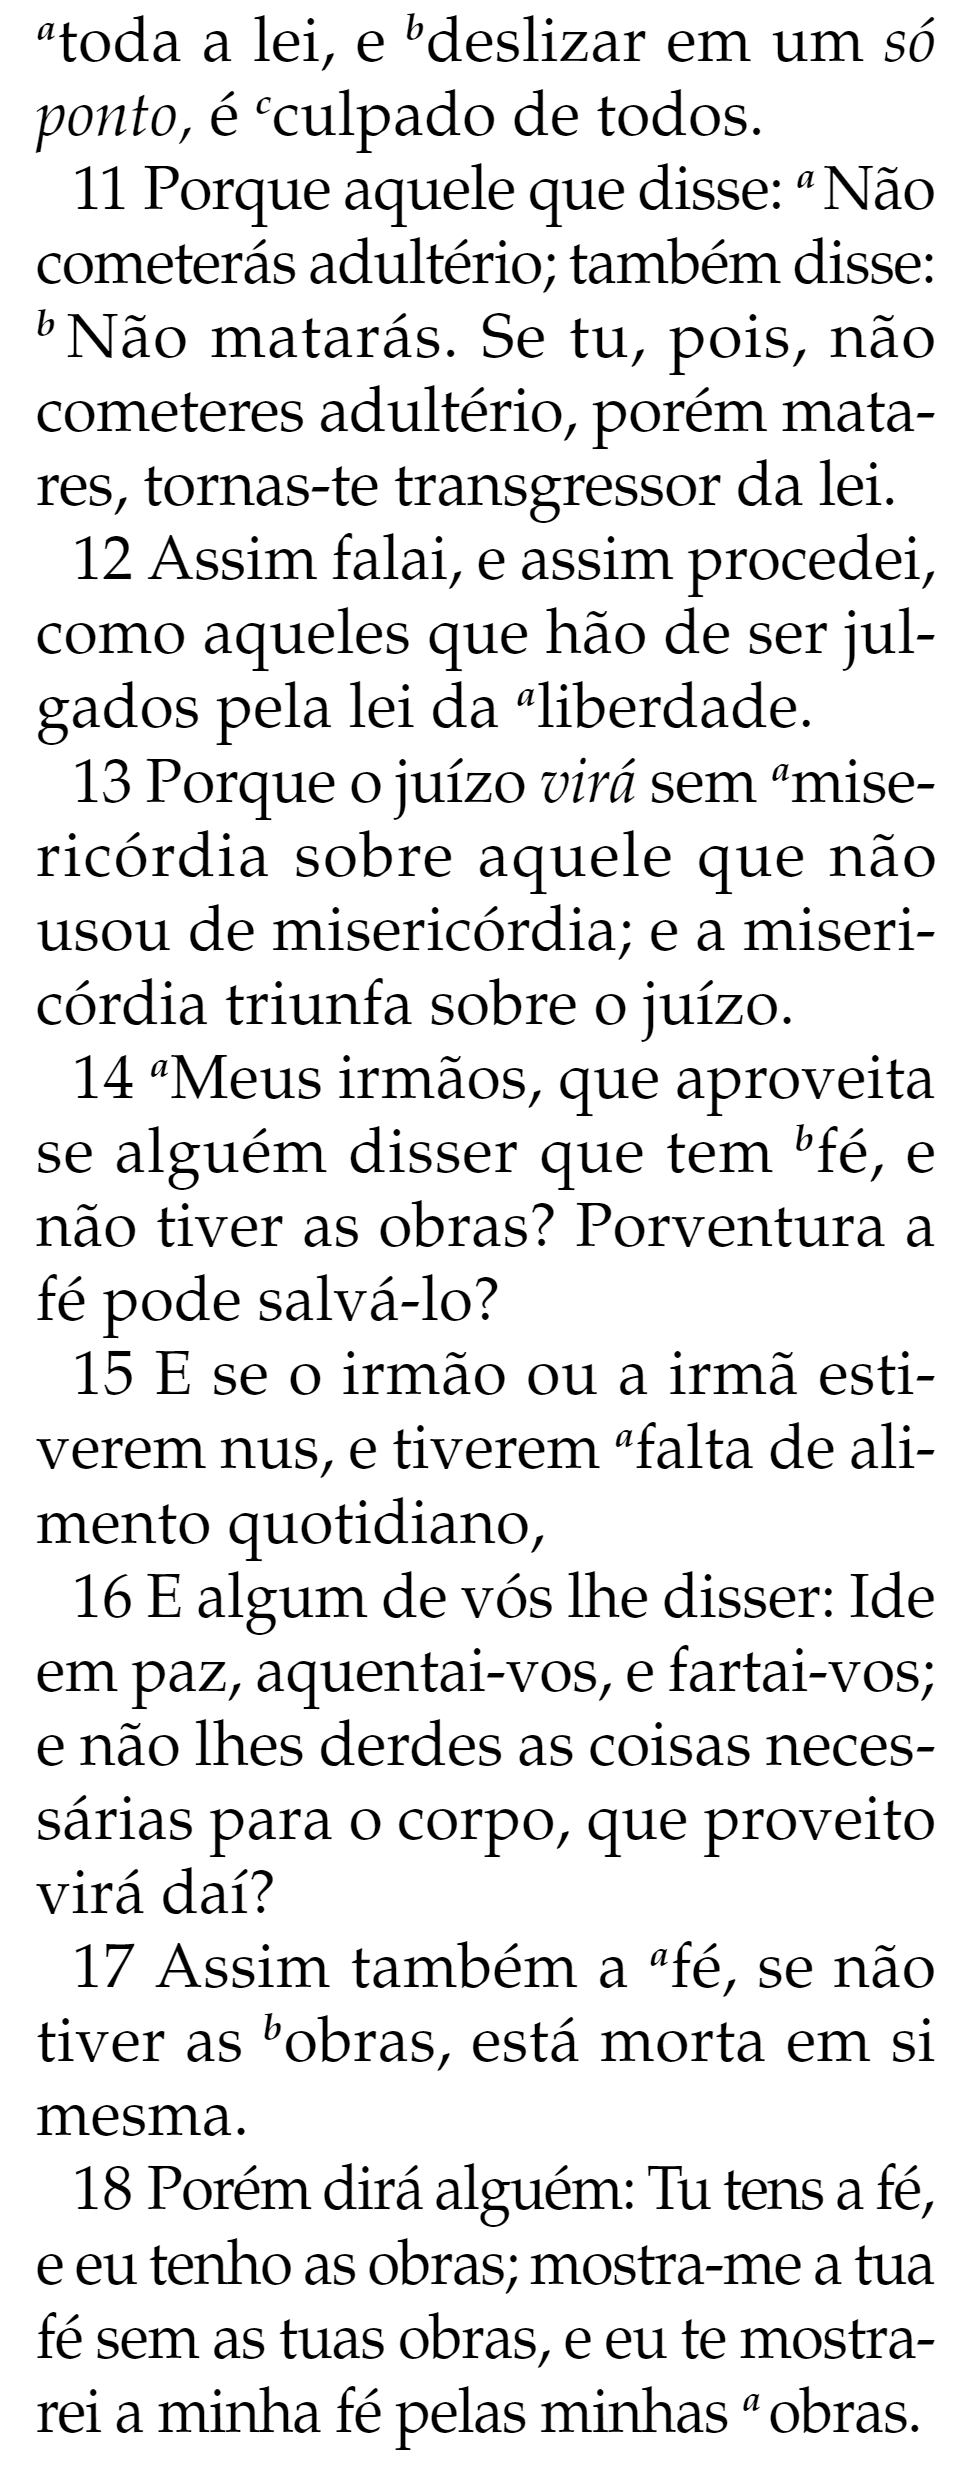 ᵃtoda a lei, e ᵇdeslizar em um só
ponto, é ᶜculpado de todos.
11 Porque aquele que disse: ᵃ Não
cometerás adultério; também disse:
ᵇ Não matarás. Se tu, pois, não
cometeres adultério, porém mata-
res, tornas-te transgressor da lei.
12 Assim falai, e assim procedei,
como aqueles que hão de ser jul-
gados pela lei da ᵃliberdade.
13 Porque o juízo virá sem ᵃmise-
ricórdia sobre aquele que não
usou de misericórdia; e a miseri-
córdia triunfa sobre o juízo.
14 ᵃMeus irmãos, que aproveita
se alguém disser que tem ᵇfé, e
não tiver as obras? Porventura a
fé pode salvá-lo?
15 E se o irmão ou a irmã esti-
verem nus, e tiverem ᵃfalta de ali-
mento quotidiano,
16 E algum de vós lhe disser: Ide
em paz, aquentai-vos, e fartai-vos;
e não lhes derdes as coisas neces-
sárias para o corpo, que proveito
virá daí?
17 Assim também a ᵃfé, se não
tiver as ᵇobras, está morta em si
mesma.
18 Porém dirá alguém: Tu tens a fé,
e eu tenho as obras; mostra-me a tua
fé sem as tuas obras, e eu te mostra-
rei a minha fé pelas minhas ᵃ obras.